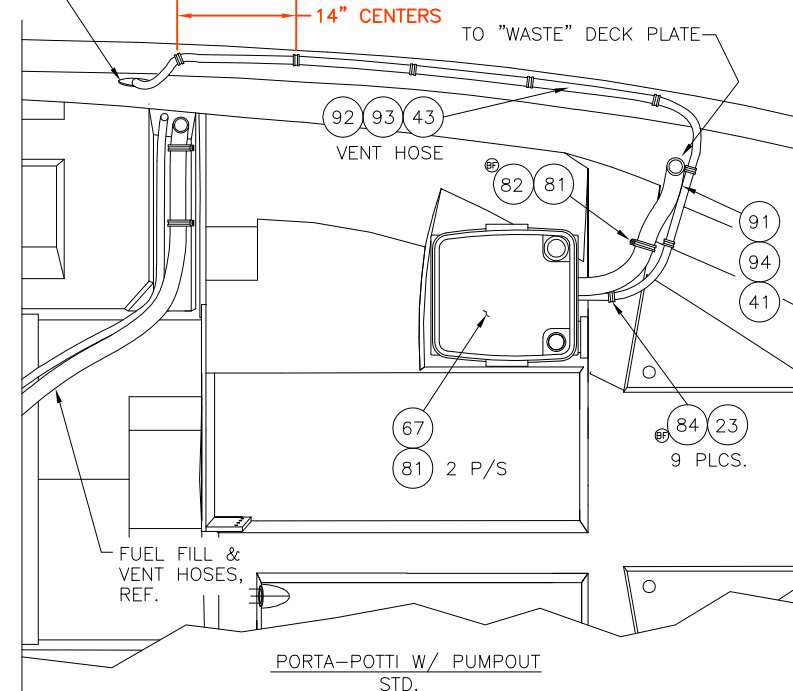 14" CENTERS
TO "WASTE" DECK PLATE
92 93 43
VENT HOSE
BF 82 81
91
94
41
67
81 2 P/S
BF 84 23
9 PLCS.
FUEL FILL &
VENT HOSES,
REF.
PORTA-POTTI W/ PUMPOUT
STD.